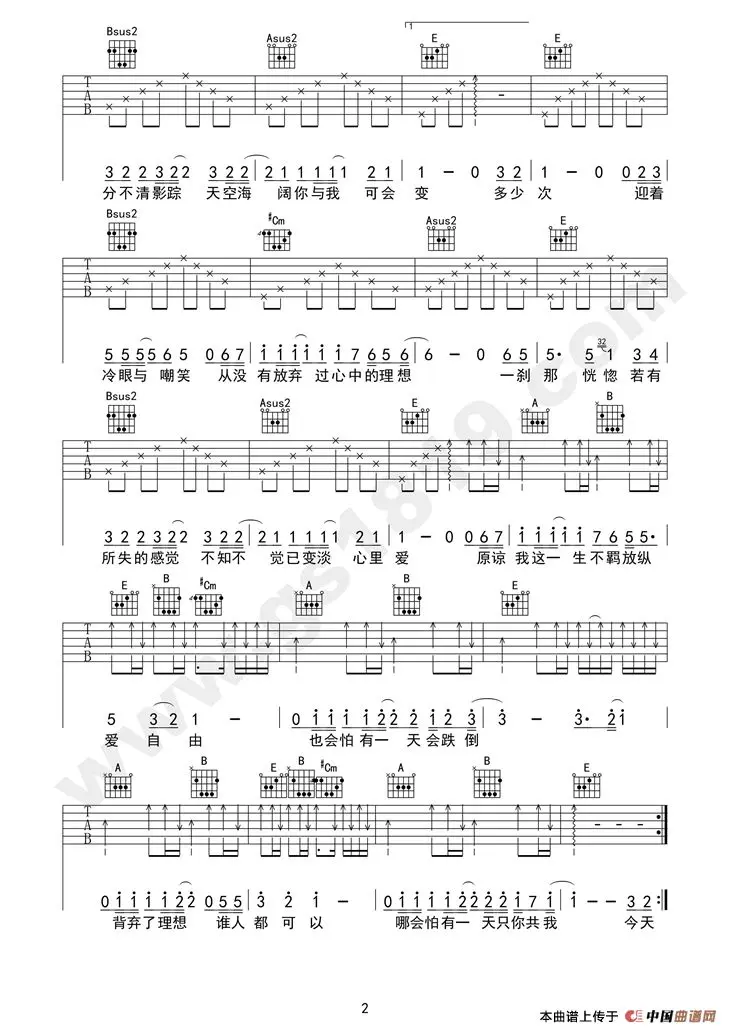 1
Bsus2 Asus2 E E
T A B
3 2 2 3 2 2 3 2 2 2 1 1 1 1 1 2 1 1 - 0 3 2 1 - 0 0 2 3
分不清影踪 天空海 阔你与我 可会 变 多少 次 迎着
Bsus2 #Cm Asus2 E
T A B
5 5 5 5 5 6 5 0 6 7 i i i i i 7 6 5 6 6 - 0 6 5 5· 5 32 1 3 4
冷眼与 嘲笑 从没 有放弃 过心中的理想 一刹 那 恍惚 若有
Bsus2 Asus2 E A B
T A B
3 2 2 3 2 2 3 2 2 2 1 1 1 1 1 2 1 1 - 0 0 6 7 i i i i i 7 6 5 5·
所失的感觉 不知不 觉已变淡 心里 爱 原谅 我这一 生不羁放纵
E B #Cm A B E
T A B
5 3 2 1 - 0 i i i 2 2 2 i 2 3 3 - 3· 2 i
爱 自 由 也会怕 有一 天会跌 倒
A B E B #Cm A B E
T A B
0 i i i i 2 2 0 5 5 3 2 1 - 0 i i i i 2 2 2 2 i 7 i i - - 3 2
背弃了理想 谁人 都 可 以 哪会怕有一 天只你共我 今天
www.gs1819.com
2
本曲谱上传于 中国曲谱网